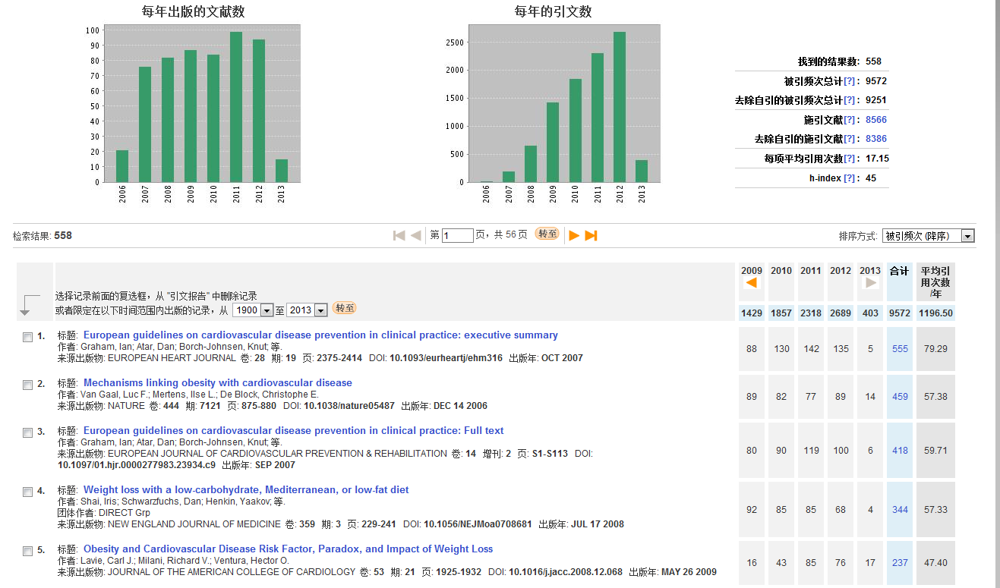 每年出版的文献数
100
90
80
70
60
50
40
30
20
10
0
2006 2007 2008 2009 2010 2011 2012 2013
每年的引文数
2500
2000
1500
1000
500
0
2006 2007 2008 2009 2010 2011 2012 2013
找到的结果数: 558
被引频次总计[?]: 9572
去除自引的被引频次总计[?]: 9251
施引文献[?]: 8566
去除自引的施引文献[?]: 8386
每项平均引用次数[?]: 17.15
h-index [?]: 45
检索结果: 558
第 1 页，共 56 页 转至
排序方式: 被引频次 (降序)
选择记录前面的复选框，从 "引文报告" 中删除记录
或者限定在以下时间范围内出版的记录，从 1900 至 2013 转至
2009 2010 2011 2012 2013 合计 平均引
用次数
/年
1429 1857 2318 2689 403 9572 1196.50
1. 标题: European guidelines on cardiovascular disease prevention in clinical practice: executive summary
作者: Graham, Ian; Atar, Dan; Borch-Johnsen, Knut; 等.
来源出版物: EUROPEAN HEART JOURNAL 卷: 28 期: 19 页: 2375-2414 DOI: 10.1093/eurheartj/ehm316 出版年: OCT 2007
88 130 142 135 5 555 79.29
2. 标题: Mechanisms linking obesity with cardiovascular disease
作者: Van Gaal, Luc F.; Mertens, Ilse L.; De Block, Christophe E.
来源出版物: NATURE 卷: 444 期: 7121 页: 875-880 DOI: 10.1038/nature05487 出版年: DEC 14 2006
89 82 77 89 14 459 57.38
3. 标题: European guidelines on cardiovascular disease prevention in clinical practice: Full text
作者: Graham, Ian; Atar, Dan; Borch-Johnsen, Knut; 等.
来源出版物: EUROPEAN JOURNAL OF CARDIOVASCULAR PREVENTION & REHABILITATION 卷: 14 增刊: 2 页: S1-S113 DOI:
10.1097/01.hjr.0000277983.23934.c9 出版年: SEP 2007
80 90 119 100 6 418 59.71
4. 标题: Weight loss with a low-carbohydrate, Mediterranean, or low-fat diet
作者: Shai, Iris; Schwarzfuchs, Dan; Henkin, Yaakov; 等.
团体作者: DIRECT Grp
来源出版物: NEW ENGLAND JOURNAL OF MEDICINE 卷: 359 期: 3 页: 229-241 DOI: 10.1056/NEJMoa0708681 出版年: JUL 17 2008
92 85 85 68 4 344 57.33
5. 标题: Obesity and Cardiovascular Disease Risk Factor, Paradox, and Impact of Weight Loss
作者: Lavie, Carl J.; Milani, Richard V.; Ventura, Hector O.
来源出版物: JOURNAL OF THE AMERICAN COLLEGE OF CARDIOLOGY 卷: 53 期: 21 页: 1925-1932 DOI: 10.1016/j.jacc.2008.12.068 出版年: MAY 26 2009
16 43 85 76 17 237 47.40